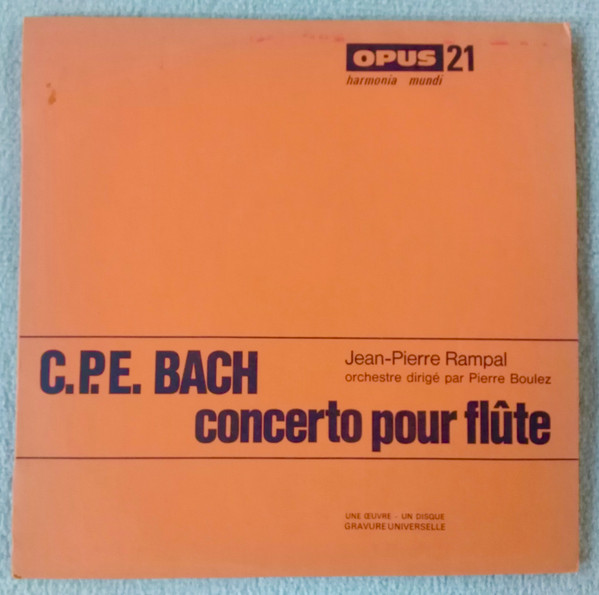 OPUS 21
harmonia mundi
C.P.E. BACH
Jean-Pierre Rampal
orchestre dirigé par Pierre Boulez
concerto pour flûte
UNE ŒUVRE - UN DISQUE
GRAVURE UNIVERSELLE